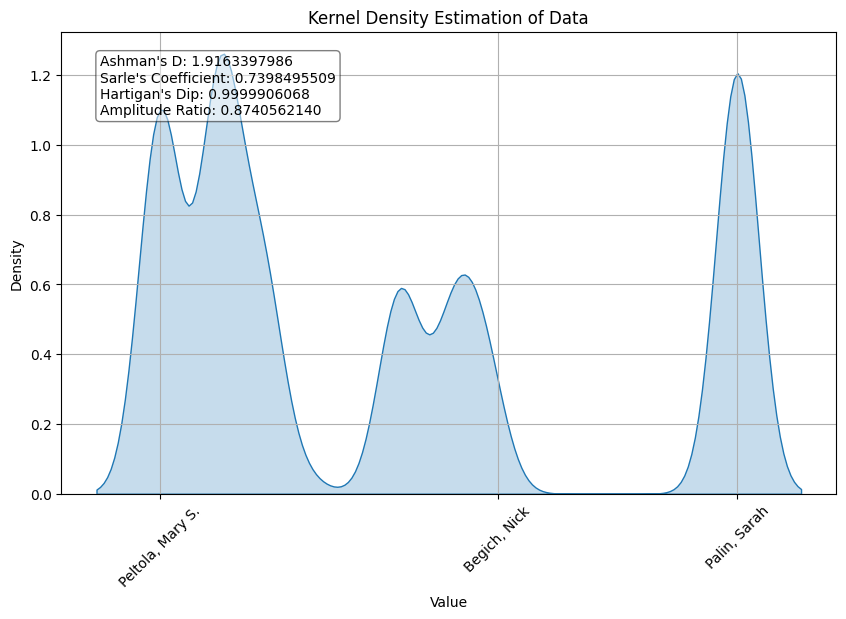 Kernel Density Estimation of Data
Ashman's D: 1.9163397986
Sarle's Coefficient: 0.7398495509
Hartigan's Dip: 0.9999906068
Amplitude Ratio: 0.8740562140
1.2
1.0
0.8
0.6
0.4
0.2
0.0
Density
Peltola, Mary S.
Begich, Nick
Palin, Sarah
Value